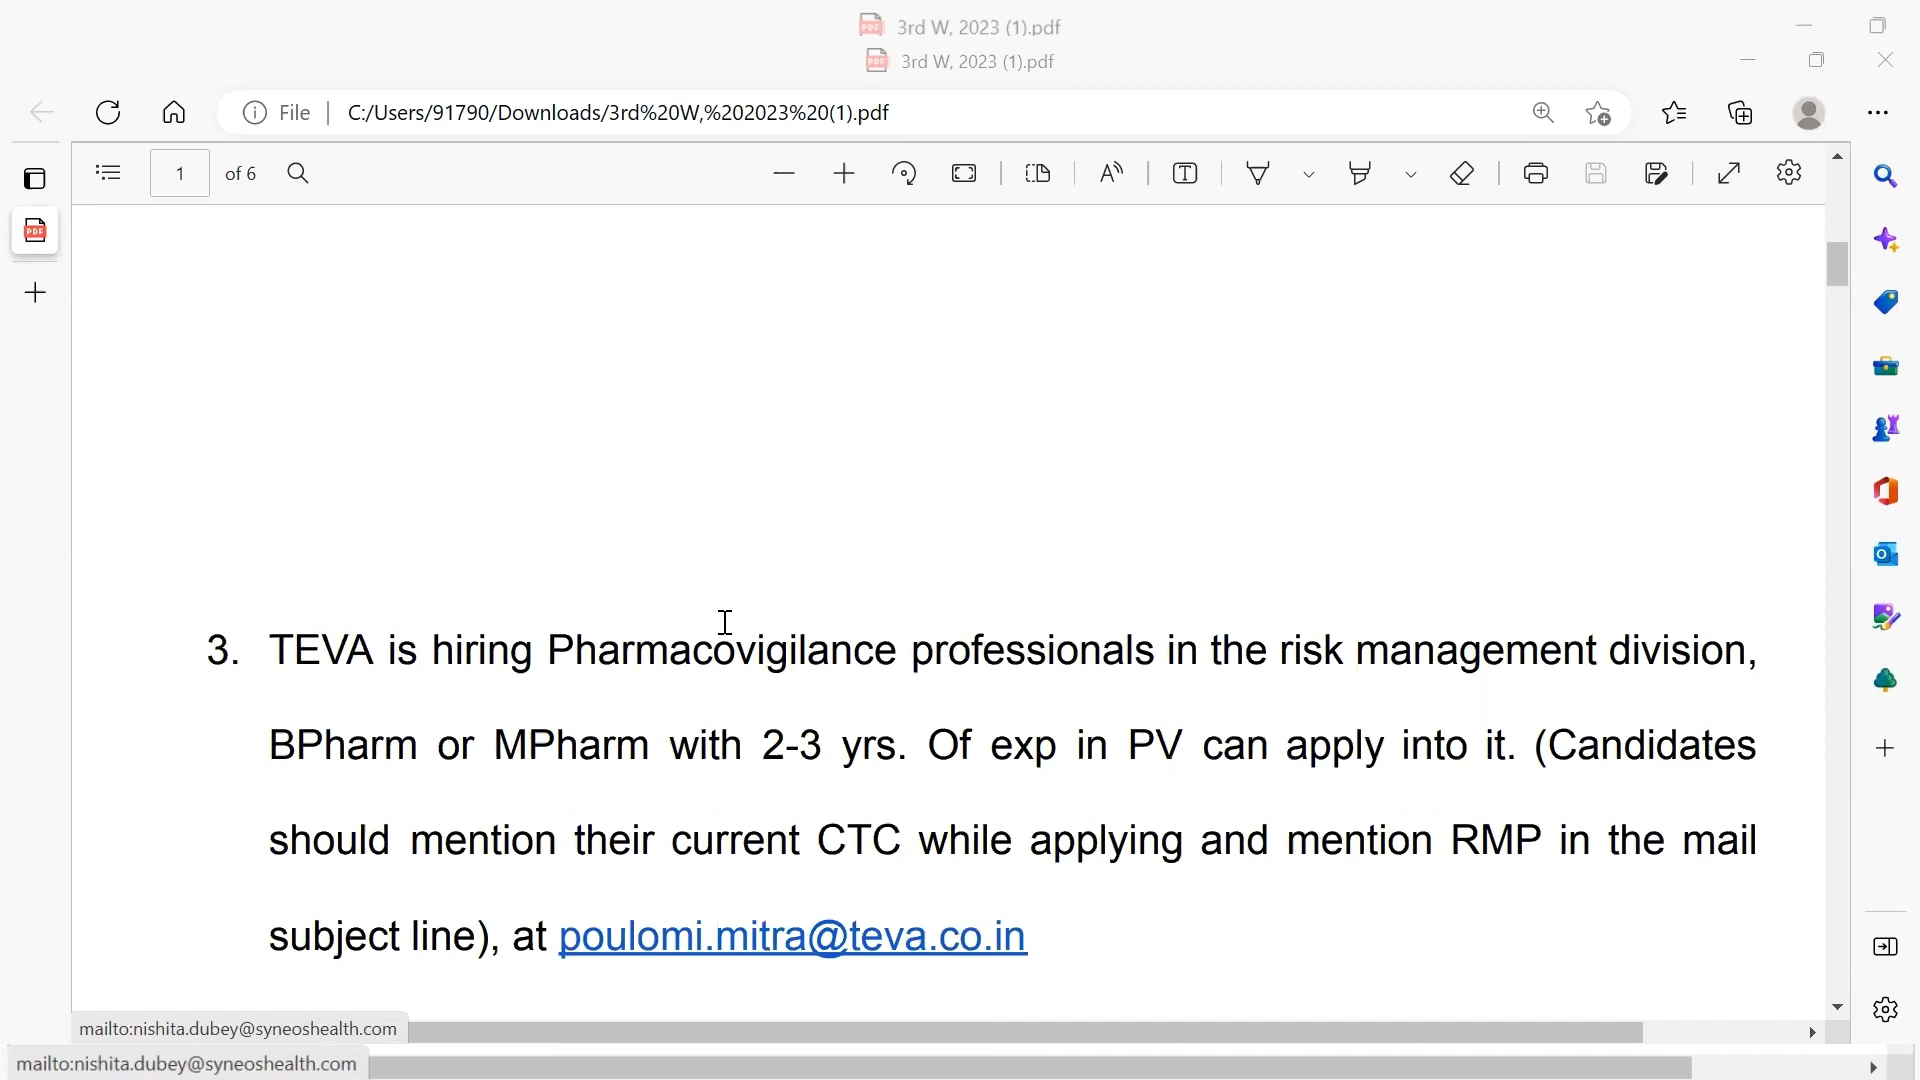 3rd W, 2023 (1).pdf
3rd W, 2023 (1).pdf
File | C:/Users/91790/Downloads/3rd%20W,%202023%20(1).pdf
1 of 6
3. TEVA is hiring Pharmacovigilance professionals in the risk management division,
BPharm or MPharm with 2-3 yrs. Of exp in PV can apply into it. (Candidates
should mention their current CTC while applying and mention RMP in the mail
subject line), at poulomi.mitra@teva.co.in
mailto:nishita.dubey@syneoshealth.com
mailto:nishita.dubey@syneoshealth.com